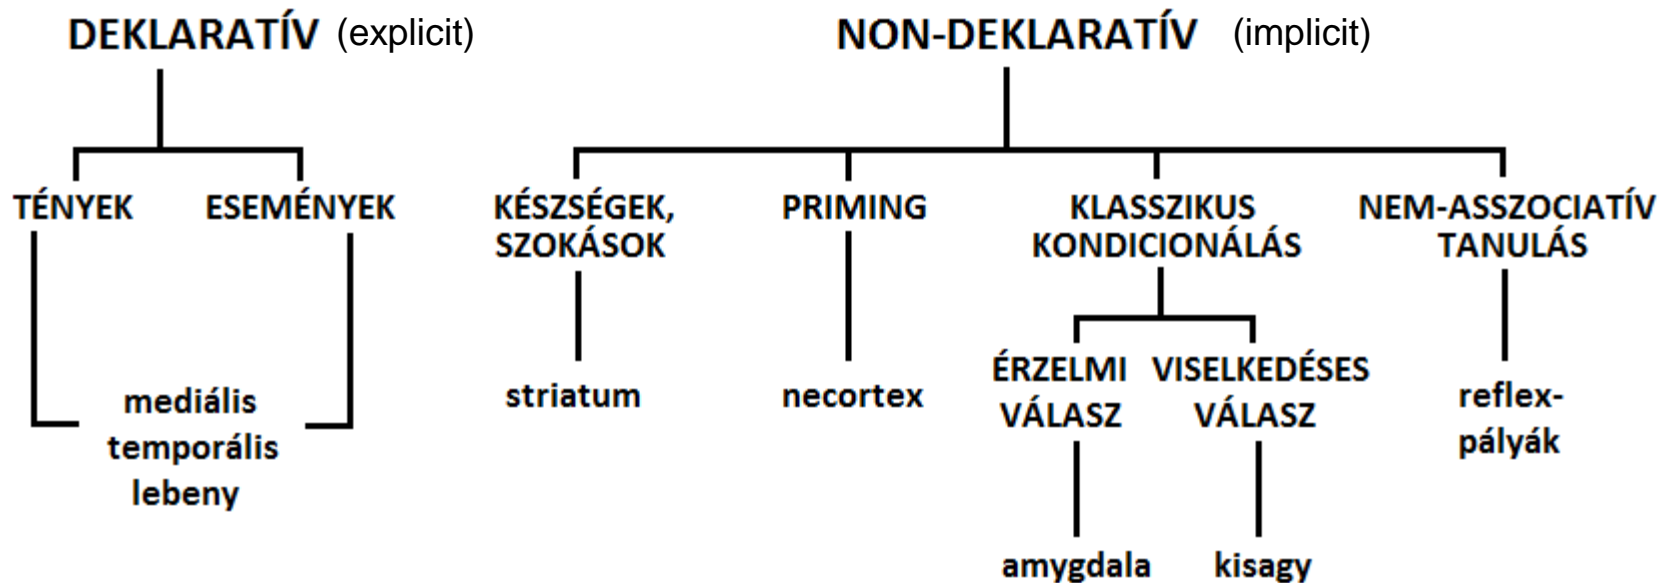 DEKLARATÍV (explicit)
NON-DEKLARATÍV (implicit)
TÉNYEK
ESEMÉNYEK
mediális
temporális
lebeny
KÉSZSÉGEK,
SZOKÁSOK
striatum
PRIMING
necortex
KLASSZIKUS
KONDICIONÁLÁS
ÉRZELMI
VÁLASZ
amygdala
VISELKEDÉSES
VÁLASZ
kisagy
NEM-ASSZOCIATÍV
TANULÁS
reflex-
pályák